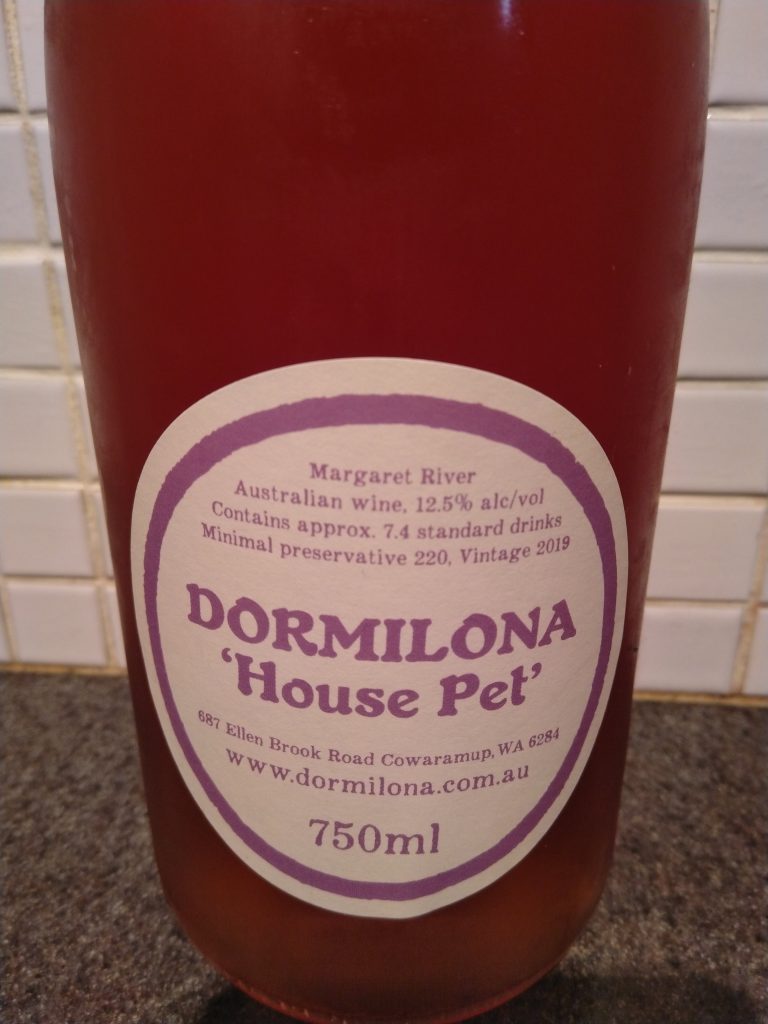 Margaret River
Australian wine, 12.5% alc/vol
Contains approx. 7.4 standard drinks
Minimal preservative 220, Vintage 2019
DORMILONA
'House Pet'
687 Ellen Brook Road Cowaramup, WA 6284
www.dormilona.com.au
750ml